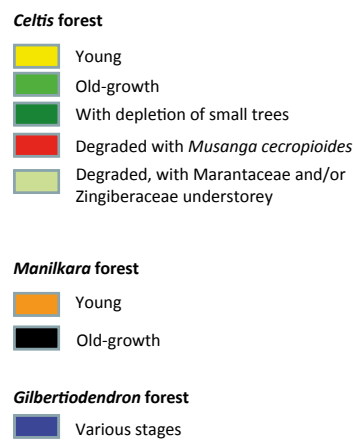 Celtis forest
Young
Old-growth
With depletion of small trees
Degraded with Musanga cecropioides
Degraded, with Marantaceae and/or
Zingiberaceae understorey
Manilkara forest
Young
Old-growth
Gilbertiodendron forest
Various stages